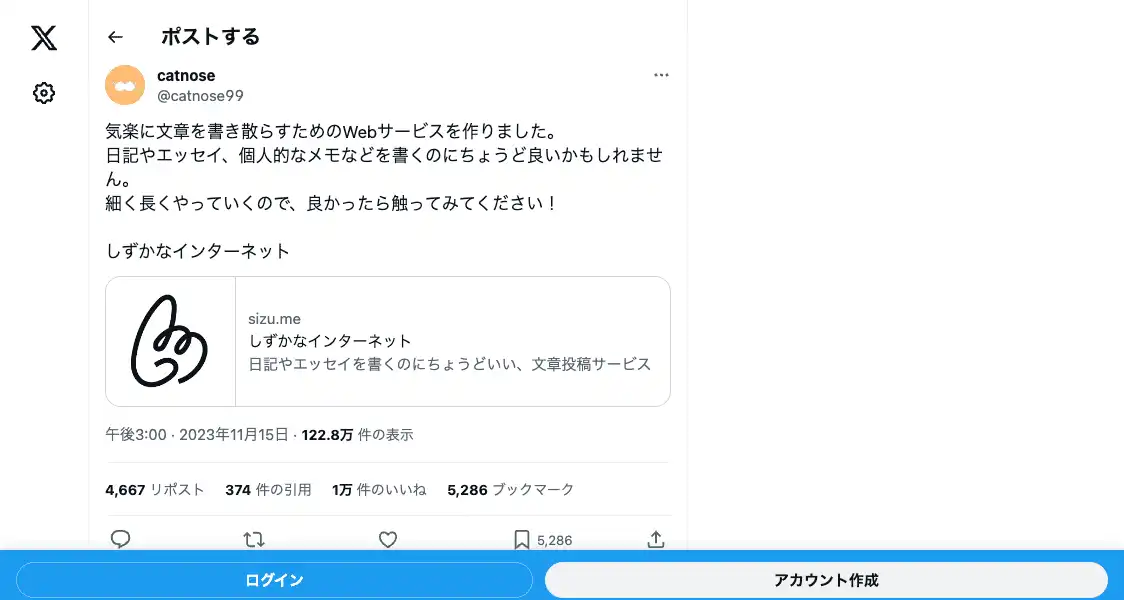 ポストする
catnose
@catnose99
気楽に文章を書き散らすためのWebサービスを作りました。
日記やエッセイ、個人的なメモなどを書くのにちょうど良いかもしれませ
ん。
細く長くやっていくので、良かったら触ってみてください！
しずかなインターネット
sizu.me
しずかなインターネット
日記やエッセイを書くのにちょうどいい、文章投稿サービス
午後3:00 · 2023年11月15日 · 122.8万 件の表示
4,667 リポスト 374 件の引用 1万 件のいいね 5,286 ブックマーク
5,286
ログイン アカウント作成